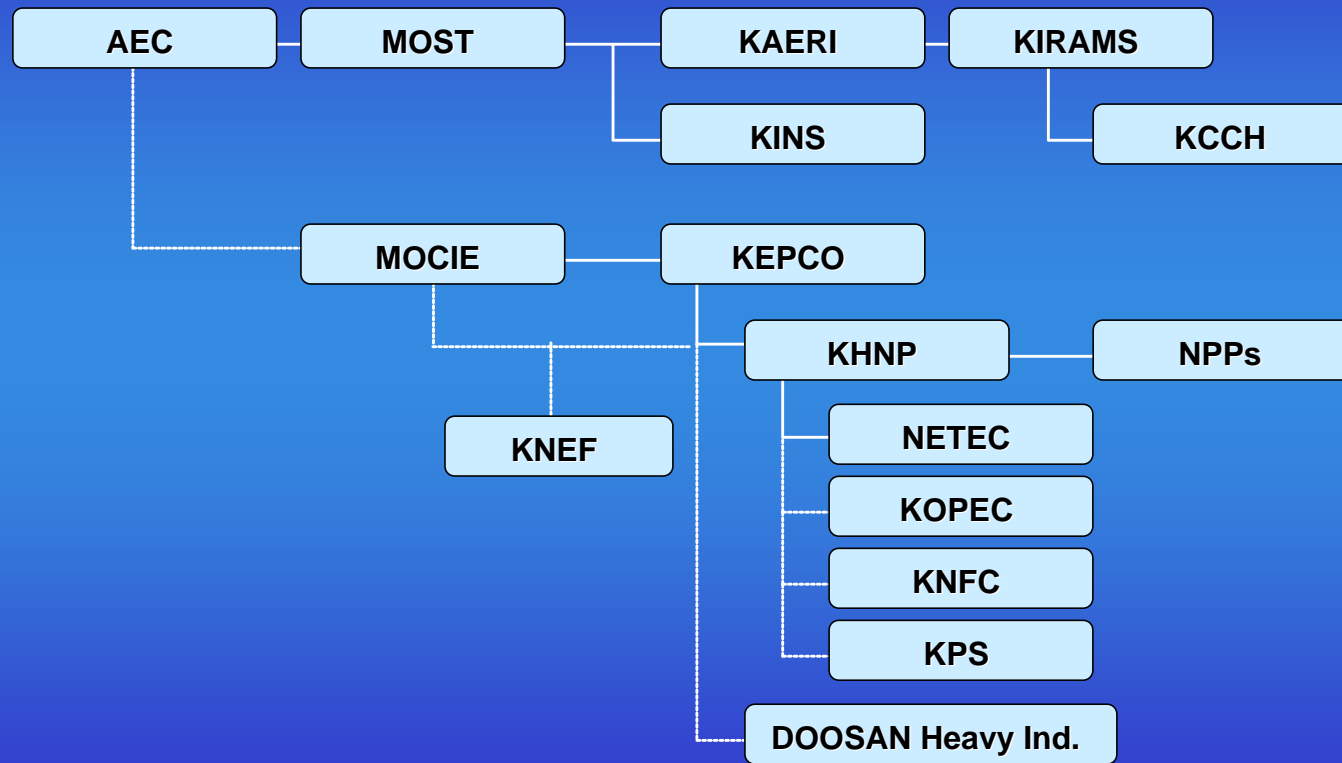 AEC
MOST
KAERI
KIRAMS
KINS
KCCH
MOCIE
KEPCO
KHNP
NPPs
NETEC
KNEF
KOPEC
KNFC
KPS
DOOSAN Heavy Ind.